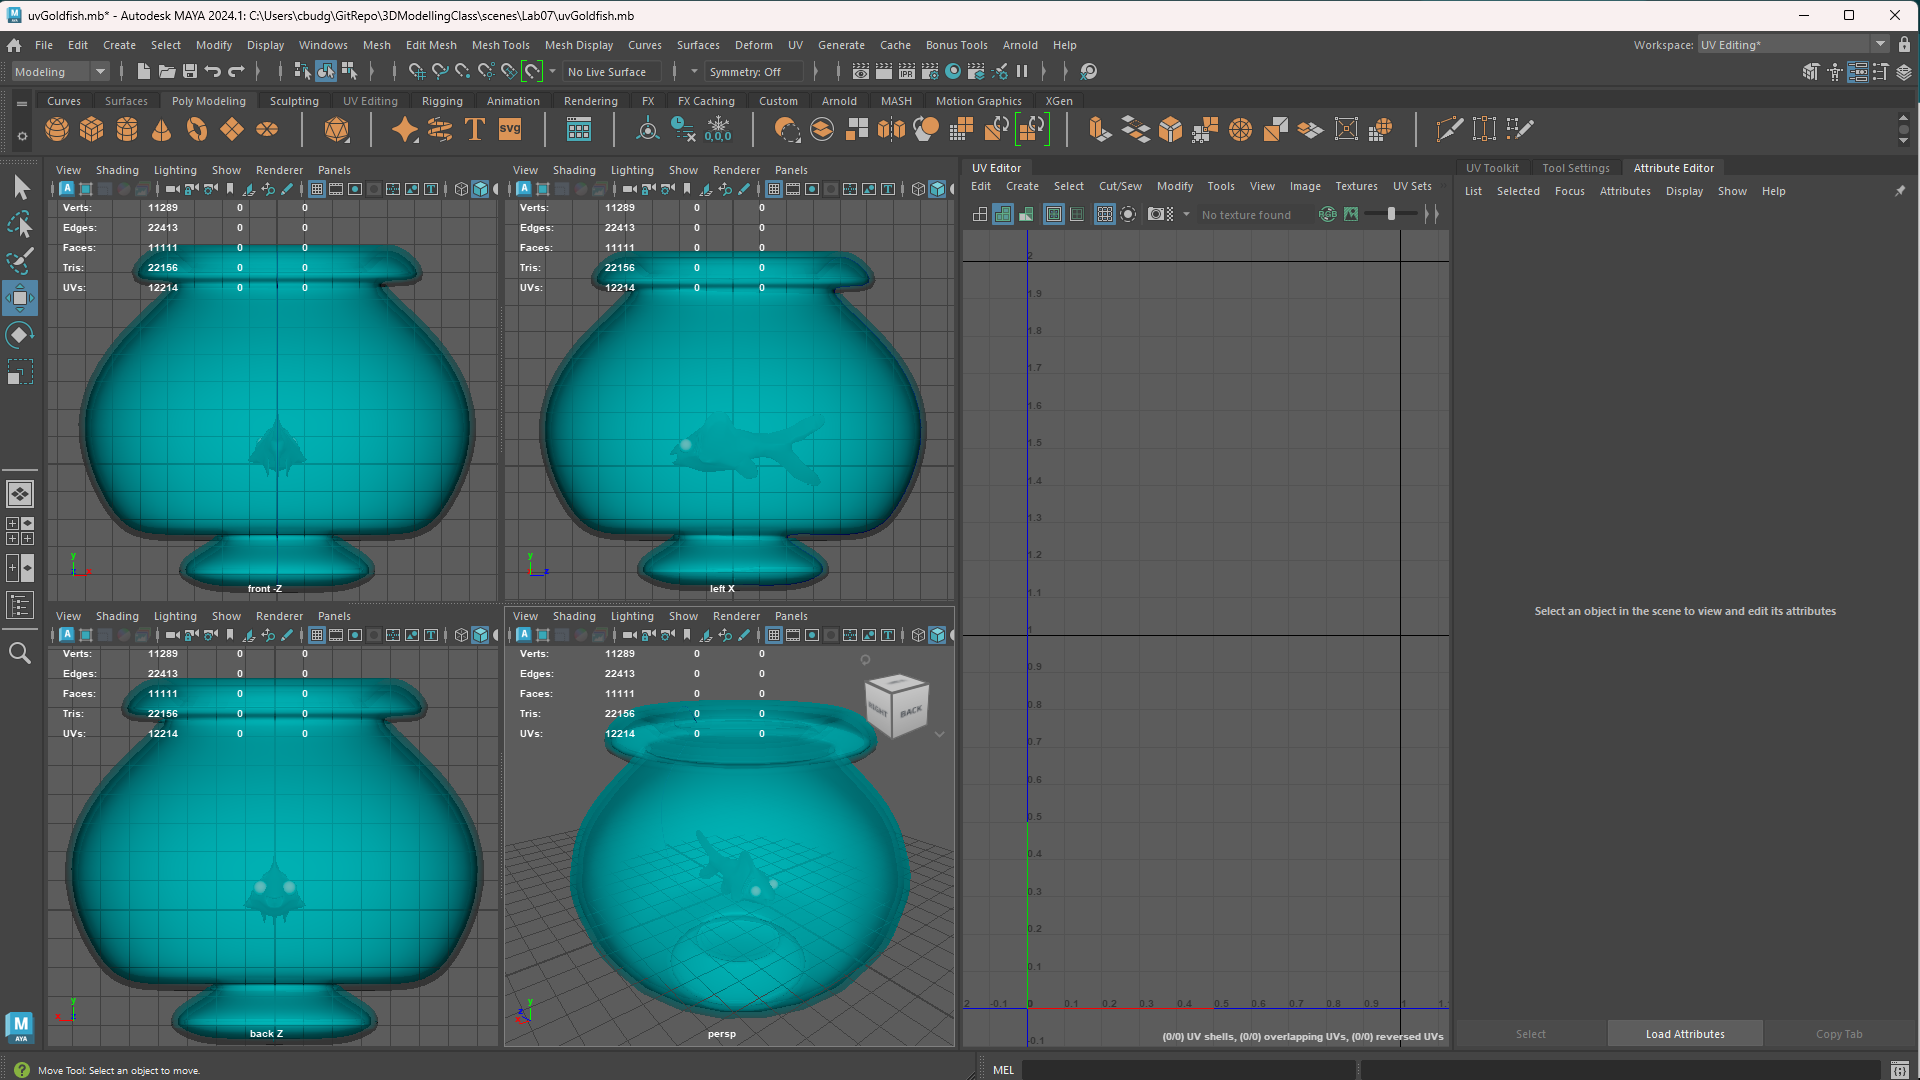 uvGoldfish.mb* - Autodesk MAYA 2024.1: C:\Users\cbudg\GitRepo\3DModellingClass\scenes\Lab07\uvGoldfish.mb
File Edit Create Select Modify Display Windows Mesh Edit Mesh Mesh Tools Mesh Display Curves Surfaces Deform UV Generate Cache Bonus Tools Arnold Help Workspace: UV Editing*
Modeling No Live Surface Symmetry: Off
Curves Surfaces Poly Modeling Sculpting UV Editing Rigging Animation Rendering FX FX Caching Custom Arnold MASH Motion Graphics XGen
View Shading Lighting Show Renderer Panels
Verts: 11289 0 0
Edges: 22413 0 0
Faces: 11111 0 0
Tris: 22156 0 0
UVs: 12214 0 0
y
front -Z
View Shading Lighting Show Renderer Panels
Verts: 11289 0 0
Edges: 22413 0 0
Faces: 11111 0 0
Tris: 22156 0 0
UVs: 12214 0 0
y
z
left X
View Shading Lighting Show Renderer Panels
Verts: 11289 0 0
Edges: 22413 0 0
Faces: 11111 0 0
Tris: 22156 0 0
UVs: 12214 0 0
y
back Z
View Shading Lighting Show Renderer Panels
Verts: 11289 0 0
Edges: 22413 0 0
Faces: 11111 0 0
Tris: 22156 0 0
UVs: 12214 0 0
RIGHT BACK
y
persp
UV Editor
Edit Create Select Cut/Sew Modify Tools View Image Textures UV Sets
No texture found
2
1.9
1.8
1.7
1.6
1.5
1.4
1.3
1.2
1.1
1
0.9
0.8
0.7
0.6
0.5
0.4
0.3
0.2
0.1
2 -0.1 0 0.1 0.2 0.3 0.4 0.5 0.6 0.7 0.8 0.9 1 1.
-0.1
(0/0) UV shells, (0/0) overlapping UVs, (0/0) reversed UVs
UV Toolkit Tool Settings Attribute Editor
List Selected Focus Attributes Display Show Help
Select an object in the scene to view and edit its attributes
Select Load Attributes Copy Tab
M
AYA
Move Tool: Select an object to move.
MEL